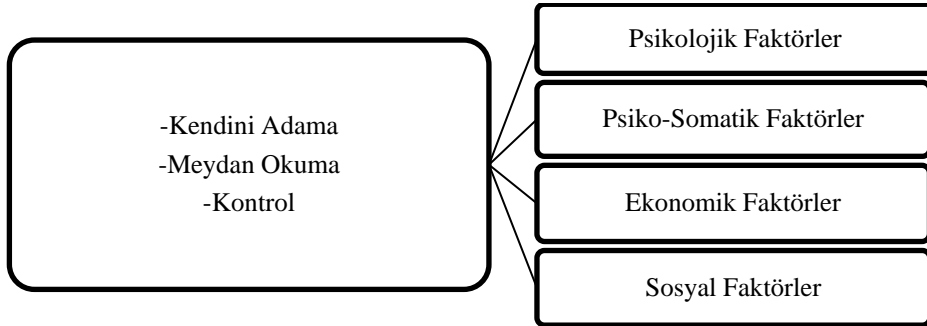 -Kendini Adama
-Meydan Okuma
-Kontrol
Psikolojik Faktörler
Psiko-Somatik Faktörler
Ekonomik Faktörler
Sosyal Faktörler